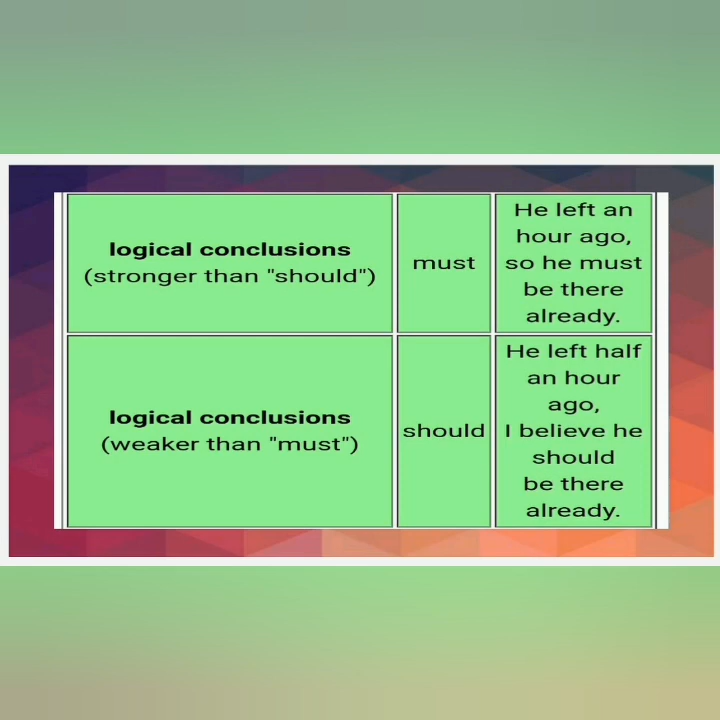 logical conclusions
(stronger than "should")
must
He left an
hour ago,
so he must
be there
already.
logical conclusions
(weaker than "must")
should
He left half
an hour
ago,
I believe he
should
be there
already.